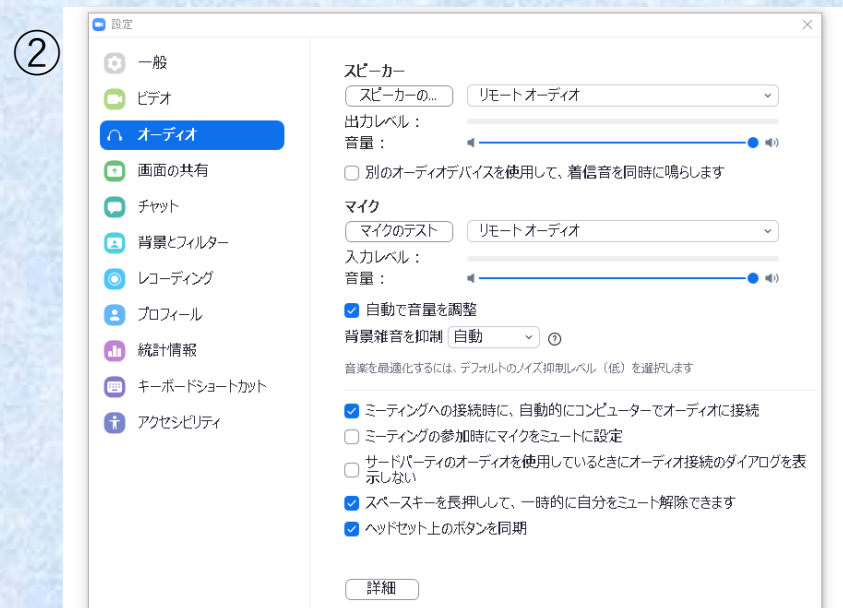 ②
設定
一般
ビデオ
オーディオ
画面の共有
チャット
背景とフィルター
レコーディング
プロフィール
統計情報
キーボードショートカット
アクセシビリティ
スピーカー
スピーカーの...
リモート オーディオ
出力レベル：
音量：
別のオーディオデバイスを使用して、着信音を同時に鳴らします
マイク
マイクのテスト
リモート オーディオ
入力レベル：
音量：
自動で音量を調整
背景雑音を抑制 自動
音楽を最適化するには、デフォルトのノイズ抑制レベル（低）を選択します
ミーティングへの接続時に、自動的にコンピューターでオーディオに接続
ミーティングの参加時にマイクをミュートに設定
サードパーティのオーディオを使用しているときにオーディオ接続のダイアログを表
示しない
スペースキーを長押しして、一時的に自分をミュート解除できます
ヘッドセット上のボタンを同期
詳細